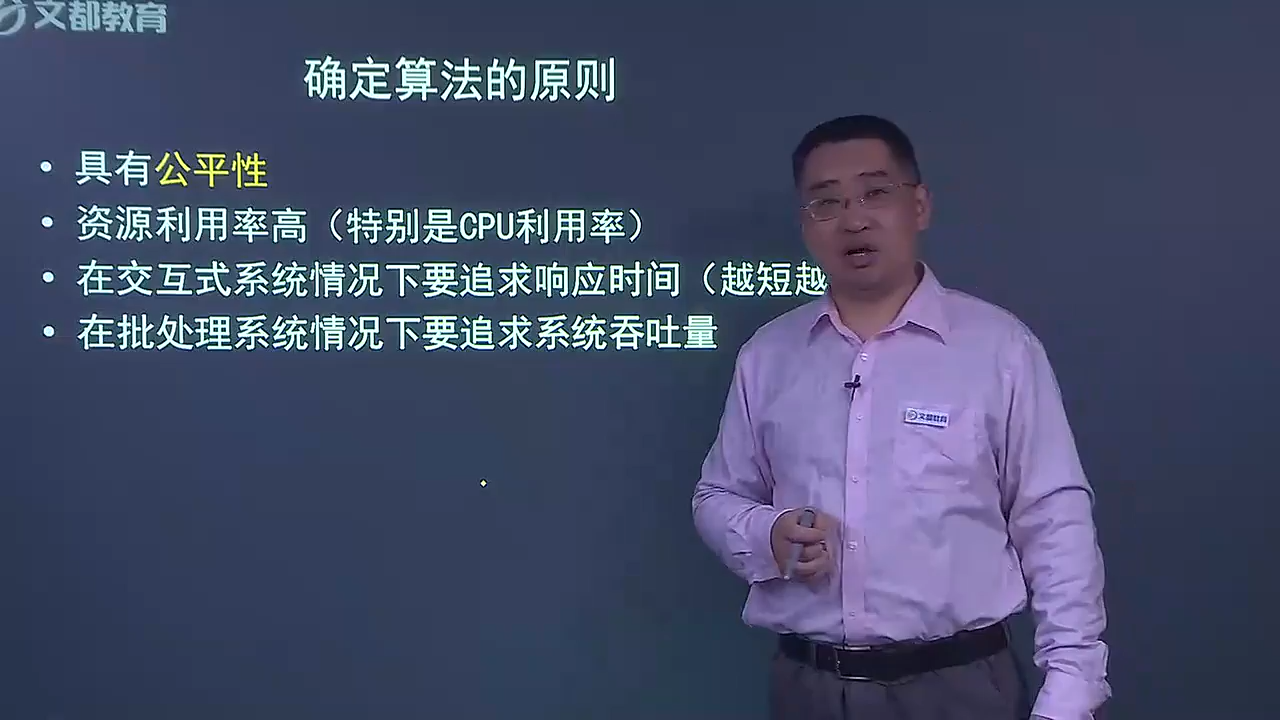 文都教育
确定算法的原则
• 具有公平性
• 资源利用率高（特别是CPU利用率）
• 在交互式系统情况下要追求响应时间（越短越
• 在批处理系统情况下要追求系统吞吐量
文都教育